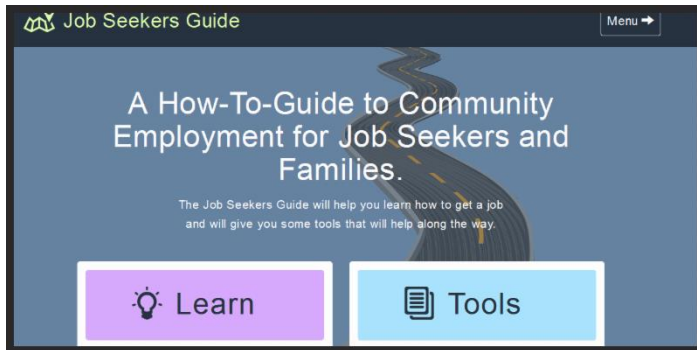 Job Seekers Guide
Menu
A How-To-Guide to Community
Employment for Job Seekers and
Families.
The Job Seekers Guide will help you learn how to get a job
and will give you some tools that will help along the way.
Learn
Tools